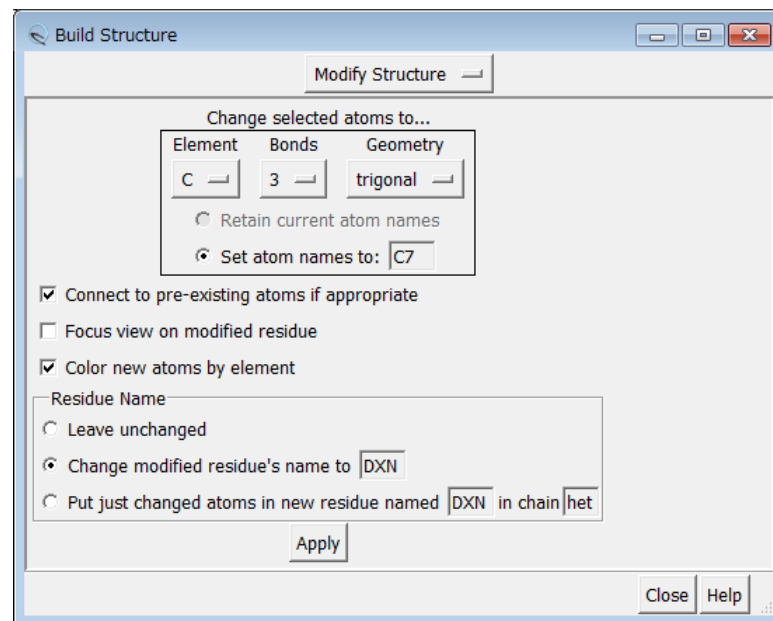 Build Structure
Modify Structure
Change selected atoms to...
Element Bonds Geometry
C 3 trigonal
Retain current atom names
Set atom names to: C7
Connect to pre-existing atoms if appropriate
Focus view on modified residue
Color new atoms by element
Residue Name
Leave unchanged
Change modified residue's name to DXN
Put just changed atoms in new residue named DXN in chain het
Apply
Close Help